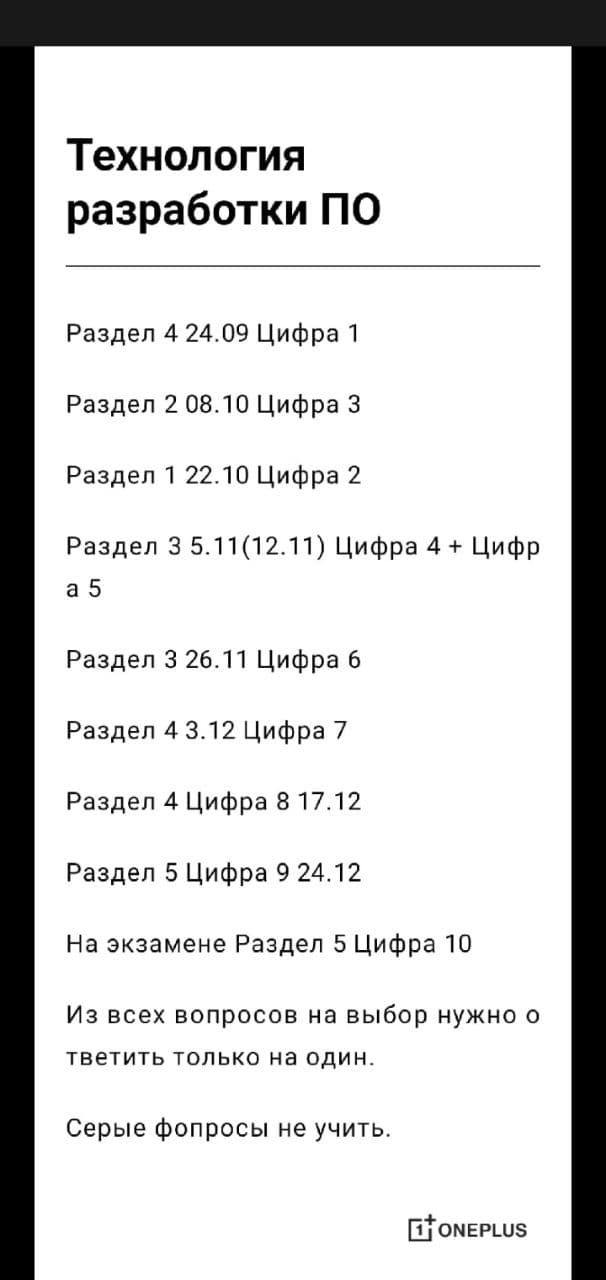 Технология
разработки ПО
Раздел 4 24.09 Цифра 1
Раздел 2 08.10 Цифра 3
Раздел 1 22.10 Цифра 2
Раздел 3 5.11(12.11) Цифра 4 + Цифр
а 5
Раздел 3 26.11 Цифра 6
Раздел 4 3.12 Цифра 7
Раздел 4 Цифра 8 17.12
Раздел 5 Цифра 9 24.12
На экзамене Раздел 5 Цифра 10
Из всех вопросов на выбор нужно о
тветить только на один.
Серые фопросы не учить.
ONEPLUS